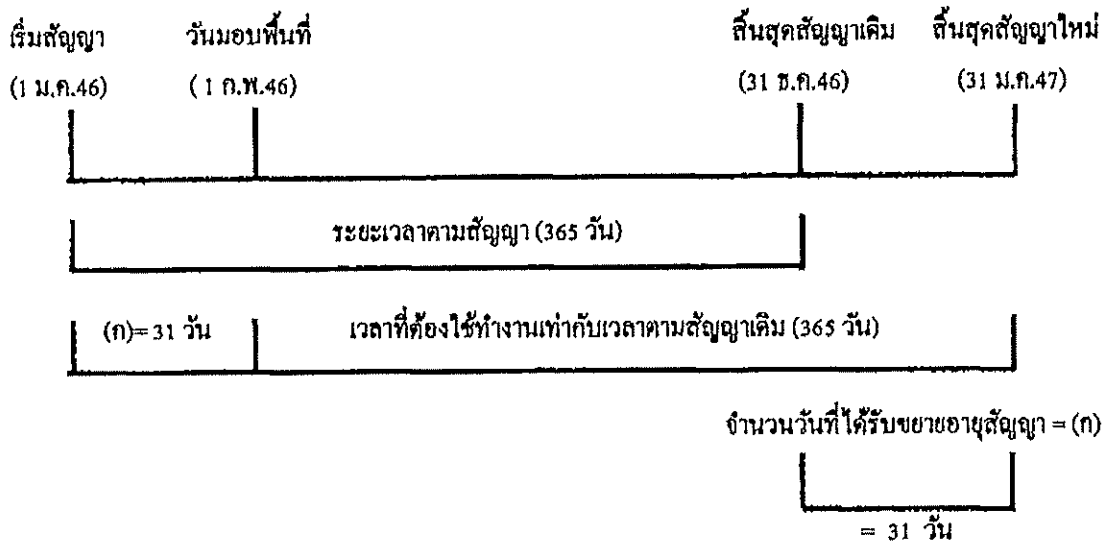 เริ่มสัญญา วันมอบพื้นที่ สิ้นสุดสัญญาเดิม สิ้นสุดสัญญาใหม่
(1 ม.ค.46) ( 1 ก.พ.46) (31 ธ.ค.46) (31 ม.ค.47)
ระยะเวลาตามสัญญา (365 วัน)
(ก)= 31 วัน เวลาที่ต้องใช้ทำงานเท่ากับเวลาตามสัญญาเดิม (365 วัน)
จำนวนวันที่ได้รับขยายอายุสัญญา = (ก)
= 31 วัน